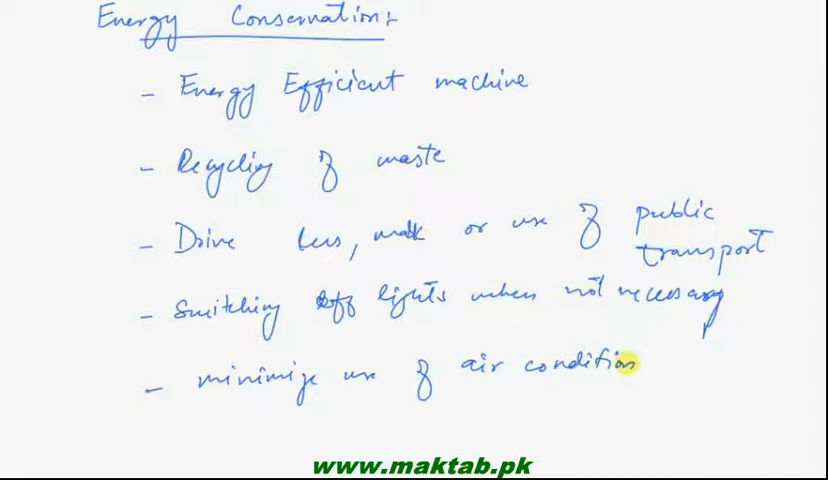 Energy Conservation:
- Energy Efficient machine
- Recycling of waste
- Drive less, walk or use of public
transport
- Switching off lights when not necessary
- minimize use of air condition
www.maktab.pk